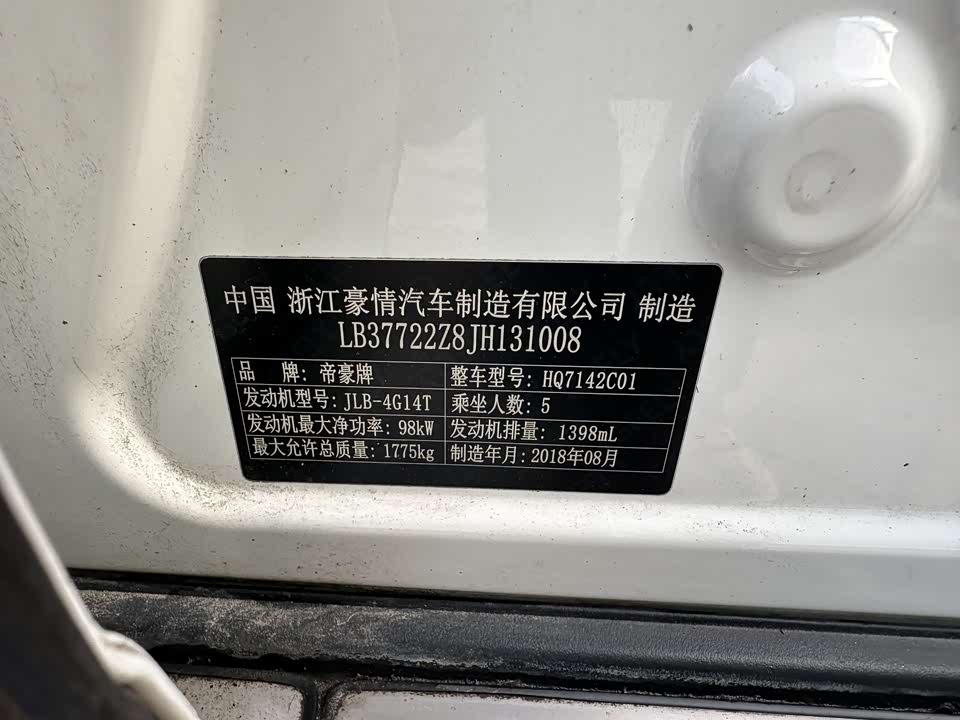 中国 浙江豪情汽车制造有限公司 制造
LB37722Z8JH131008
品 牌: 帝豪牌 整车型号: HQ7142C01
发动机型号: JLB-4G14T 乘坐人数: 5
发动机最大净功率: 98kW 发动机排量: 1398mL
最大允许总质量: 1775kg 制造年月: 2018年08月